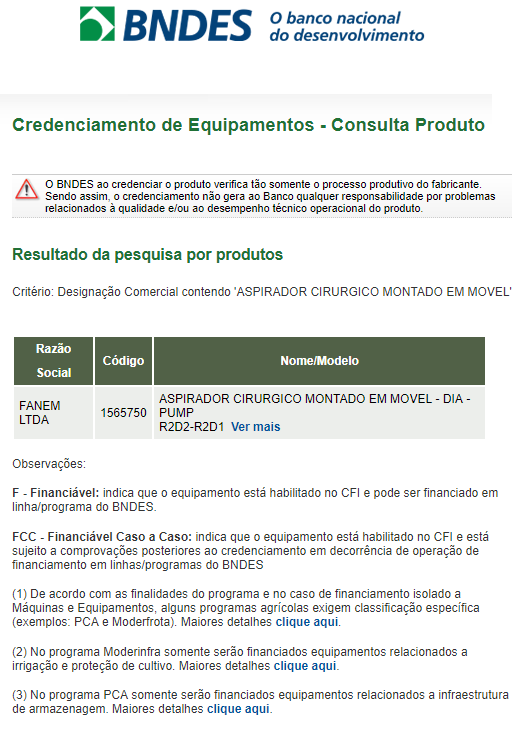 BNDES O banco nacional
do desenvolvimento
Credenciamento de Equipamentos - Consulta Produto
O BNDES ao credenciar o produto verifica tão somente o processo produtivo do fabricante.
Sendo assim, o credenciamento não gera ao Banco qualquer responsabilidade por problemas
relacionados à qualidade e/ou ao desempenho técnico operacional do produto.
Resultado da pesquisa por produtos
Critério: Designação Comercial contendo 'ASPIRADOR CIRURGICO MONTADO EM MOVEL'
Razão
Social
Código
Nome/Modelo
FANEM
LTDA
1565750
ASPIRADOR CIRURGICO MONTADO EM MOVEL - DIA -
PUMP
R2D2-R2D1 Ver mais
Observações:
F - Financiável: indica que o equipamento está habilitado no CFI e pode ser financiado em
linha/programa do BNDES.
FCC - Financiável Caso a Caso: indica que o equipamento está habilitado no CFI e está
sujeito a comprovações posteriores ao credenciamento em decorrência de operação de
financiamento em linhas/programas do BNDES
(1) De acordo com as finalidades do programa e no caso de financiamento isolado a
Máquinas e Equipamentos, alguns programas agrícolas exigem classificação específica
(exemplos: PCA e Moderfrota). Maiores detalhes clique aqui.
(2) No programa Moderinfra somente serão financiados equipamentos relacionados a
irrigação e proteção de cultivo. Maiores detalhes clique aqui.
(3) No programa PCA somente serão financiados equipamentos relacionados a infraestrutura
de armazenagem. Maiores detalhes clique aqui.